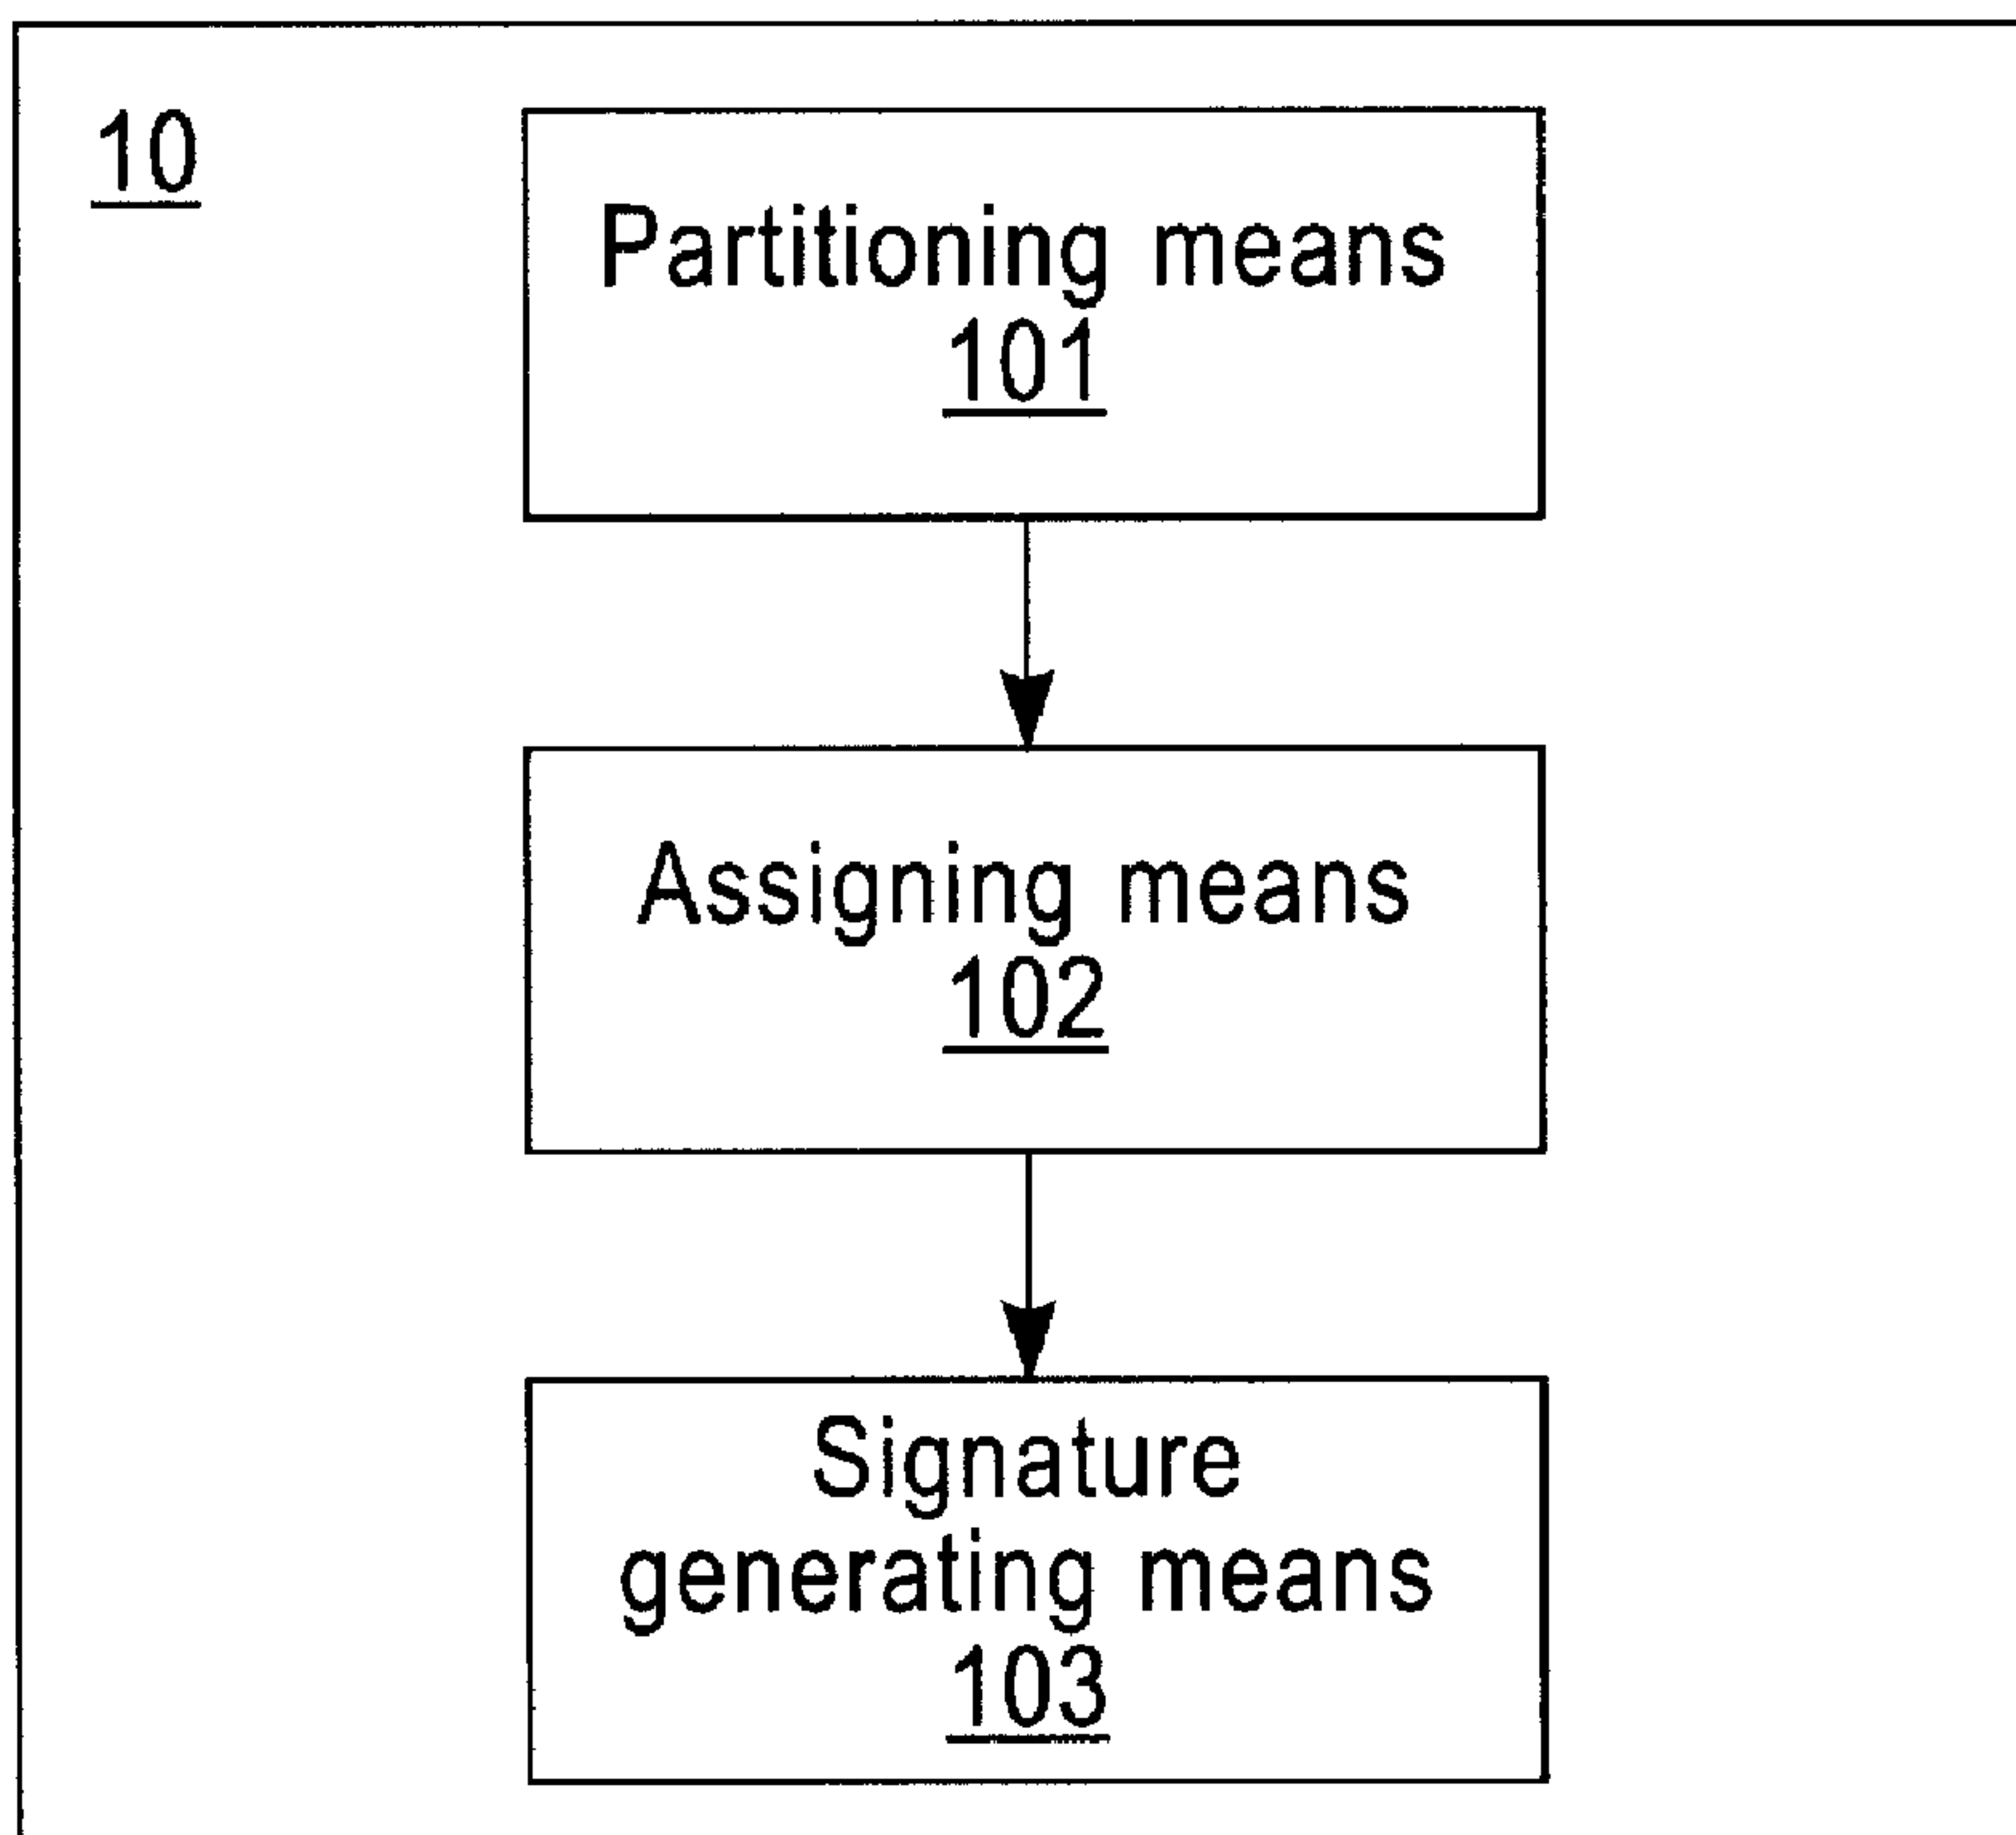 10
Partitioning means
101
Assigning means
102
Signature
generating means
103